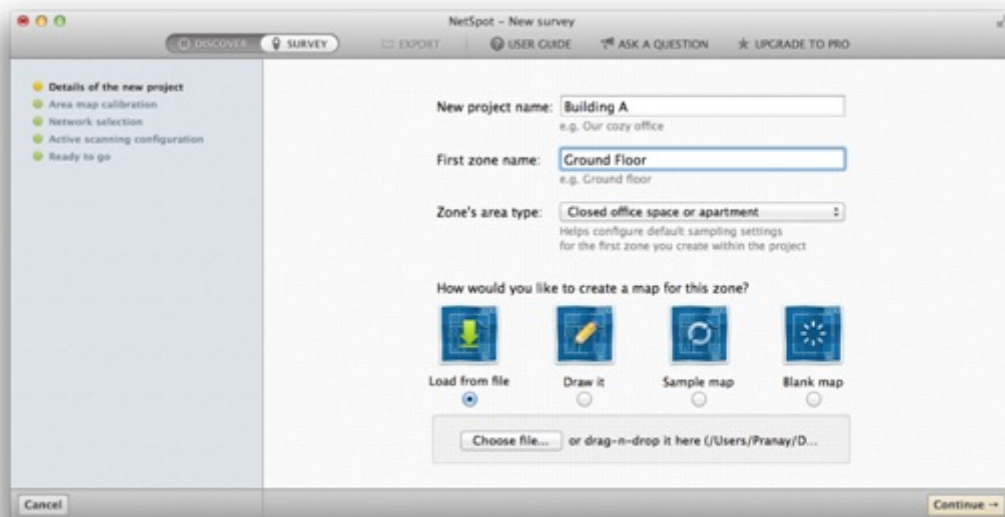 NetSpot - New survey
DISCOVER SURVEY EXPORT USER GUIDE ASK A QUESTION UPGRADE TO PRO
Details of the new project
Area map calibration
Network selection
Active scanning configuration
Ready to go
New project name: Building A
e.g. Our cozy office
First zone name: Ground Floor
e.g. Ground floor
Zone's area type: Closed office space or apartment
Helps configure default sampling settings
for the first zone you create within the project
How would you like to create a map for this zone?
Load from file Draw it Sample map Blank map
Choose file... or drag-n-drop it here (/Users/Pranay/D...
Cancel Continue →